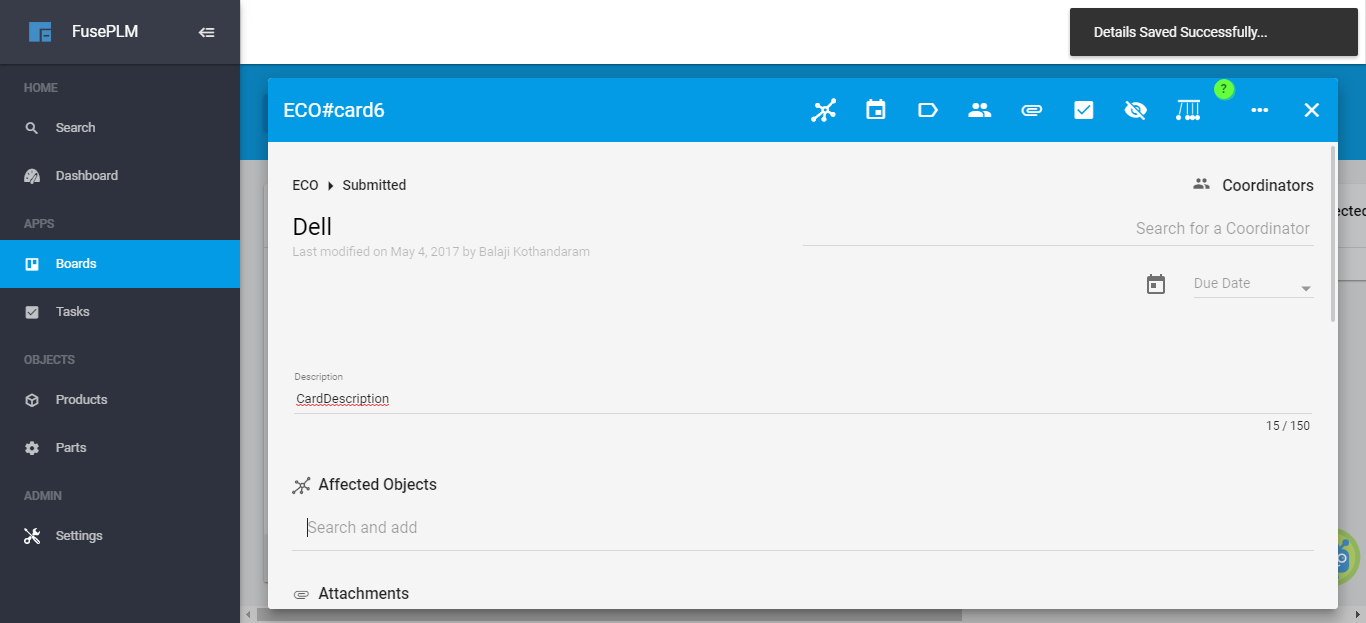 FusePLM
HOME
Search
Dashboard
APPS
Boards
Tasks
OBJECTS
Products
Parts
ADMIN
Settings
Details Saved Successfully...
ECO#card6
?
ECO Submitted
Coordinators
Dell
Search for a Coordinator
Last modified on May 4, 2017 by Balaji Kothandaram
Due Date
Description
CardDescription
15 / 150
Affected Objects
Search and add
Attachments